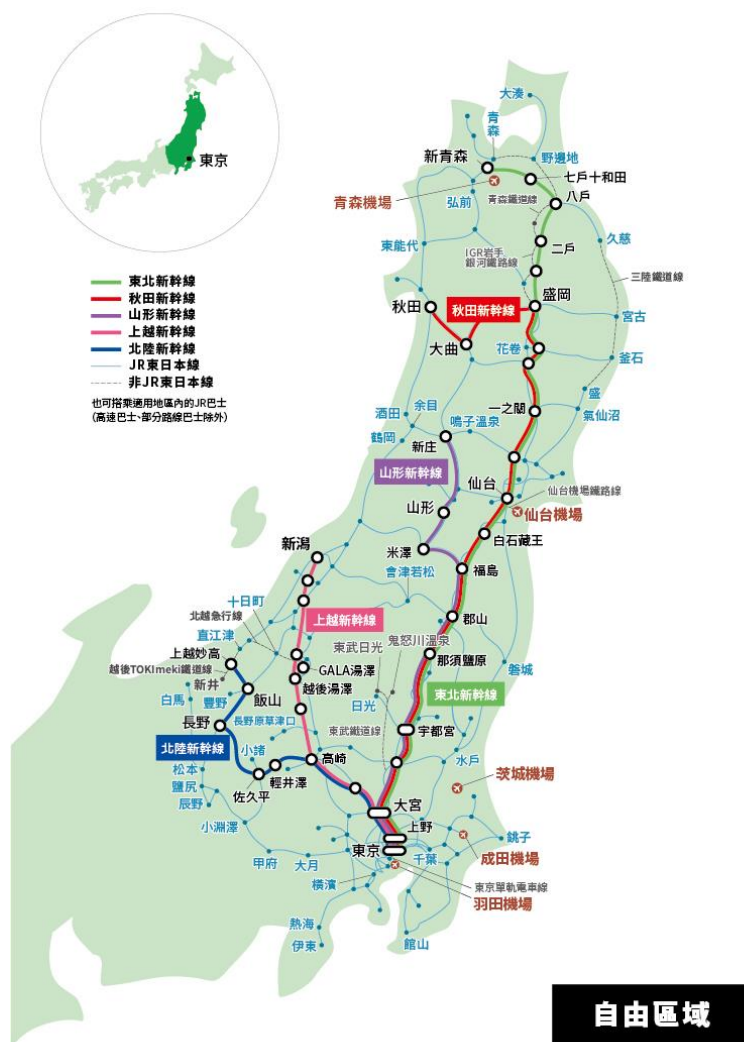 東京
東北新幹線
秋田新幹線
山形新幹線
上越新幹線
北陸新幹線
JR東日本線
非JR東日本線
也可搭乘適用地區內的JR巴士
(高速巴士、部分路線巴士除外)
大湊
青森
新青森
野邊地
七戶十和田
青森機場
弘前
青森鐵道線
八戶
東能代
IGR岩手
銀河鐵路線
二戶
久慈
三陸鐵道線
秋田
秋田新幹線
盛岡
宮古
大曲
花卷
釜石
盛
一之關
氣仙沼
酒田
余目
鳴子溫泉
鶴岡
新庄
山形新幹線
仙台
仙台機場鐵路線
山形
仙台機場
白石藏王
米澤
新潟
福島
會津若松
十日町
北越急行線
上越新幹線
郡山
直江津
東武日光
鬼怒川溫泉
上越妙高
GALA湯澤
那須鹽原
磐城
越後TOKImeki鐵道線
新井
越後湯澤
東北新幹線
白馬
豐野
飯山
日光
長野
長野原草津口
東武鐵道線
宇都宮
北陸新幹線
小諸
高崎
水戶
松本
輕井澤
茨城機場
鹽尻
佐久平
辰野
大宮
小淵澤
上野
銚子
東京
千葉
成田機場
甲府
大月
橫濱
東京單軌電車線
羽田機場
熱海
伊東
館山
自由區域